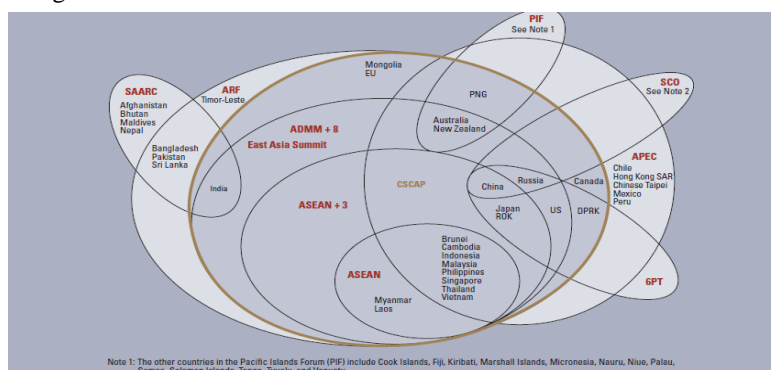 PIF
See Note 1
Mongolia
EU
SAARC
Afghanistan
Bhutan
Maldives
Nepal
ARF
Timor-Leste
SCO
See Note 2
PNG
Australia
New Zealand
ADMM + 8
East Asia Summit
Bangladesh
Pakistan
Sri Lanka
APEC
Chile
Hong Kong SAR
Chinese Taipei
Mexico
Peru
India
CSCAP
China
Russia
Canada
ASEAN + 3
Japan
ROK
US
DPRK
ASEAN
Brunei
Cambodia
Indonesia
Malaysia
Philippines
Singapore
Thailand
Vietnam
Myanmar
Laos
6PT
Note 1: The other countries in the Pacific Islands Forum (PIF) include Cook Islands, Fiji, Kiribati, Marshall Islands, Micronesia, Nauru, Niue, Palau,